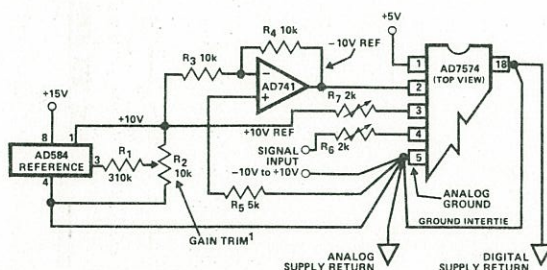 R4 10k
−10V REF
+5V
R3 10k
AD741
−
+
+15V
+10V
+10V REF
R7 2k
R6 2k
SIGNAL
INPUT
−10V to +10V
8
1
AD584
REFERENCE
3
4
R1
310k
R2
10k
GAIN TRIM1
R5 5k
1
2
3
4
5
AD7574
(TOP VIEW)
18
ANALOG
GROUND
GROUND INTERTIE
ANALOG
SUPPLY RETURN
DIGITAL
SUPPLY RETURN